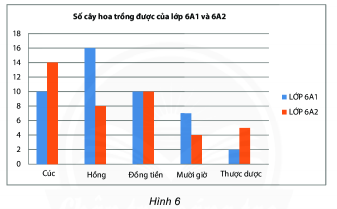 Số cây hoa trồng được của lớp 6A1 và 6A2
18
16
14
12
10
8
6
4
2
0
Cúc Hồng Đồng tiền Mười giờ Thược dược
LỚP 6A1
LỚP 6A2
Hình 6